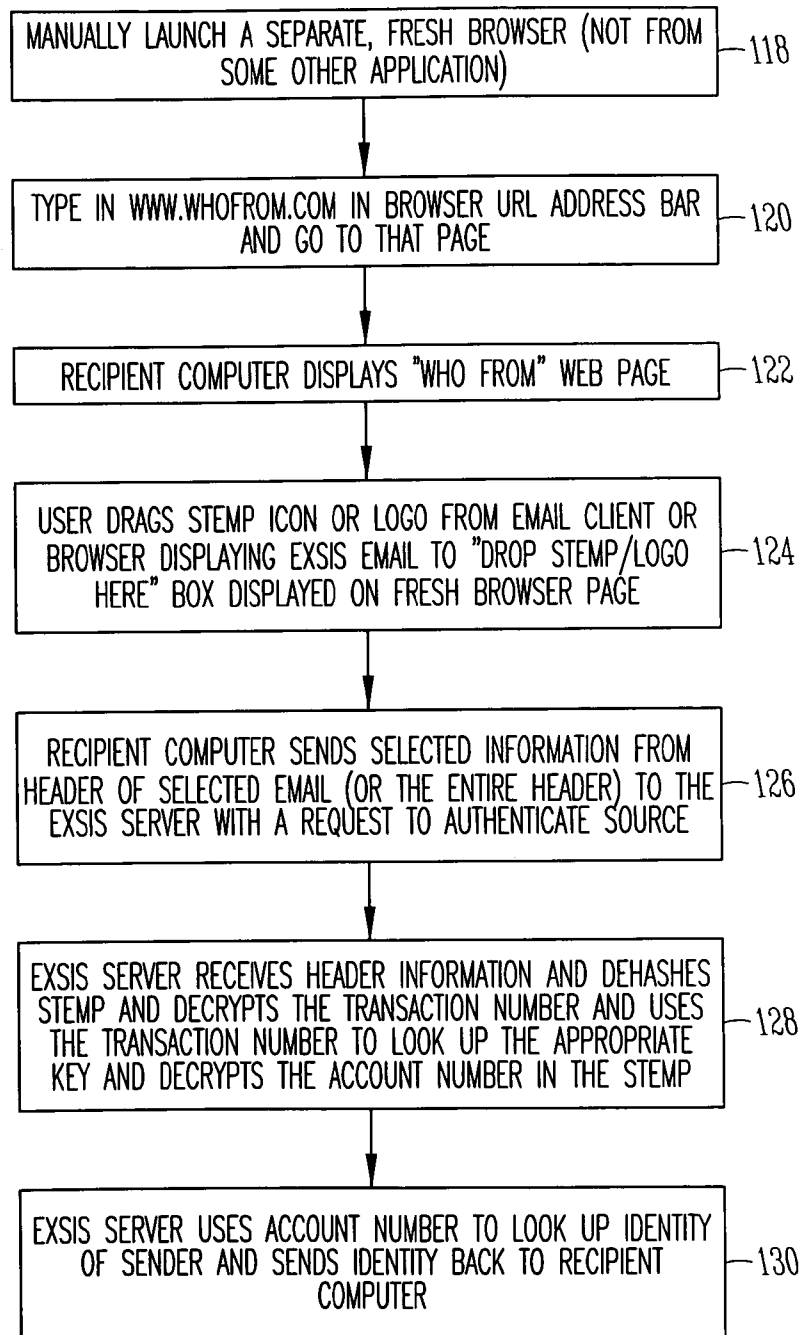 MANUALLY LAUNCH A SEPARATE, FRESH BROWSER (NOT FROM
SOME OTHER APPLICATION)
118
TYPE IN WWW.WHOFROM.COM IN BROWSER URL ADDRESS BAR
AND GO TO THAT PAGE
120
RECIPIENT COMPUTER DISPLAYS "WHO FROM" WEB PAGE
122
USER DRAGS STEMP ICON OR LOGO FROM EMAIL CLIENT OR
BROWSER DISPLAYING EXSIS EMAIL TO "DROP STEMP/LOGO
HERE" BOX DISPLAYED ON FRESH BROWSER PAGE
124
RECIPIENT COMPUTER SENDS SELECTED INFORMATION FROM
HEADER OF SELECTED EMAIL (OR THE ENTIRE HEADER) TO THE
EXSIS SERVER WITH A REQUEST TO AUTHENTICATE SOURCE
126
EXSIS SERVER RECEIVES HEADER INFORMATION AND DEHASHES
STEMP AND DECRYPTS THE TRANSACTION NUMBER AND USES
THE TRANSACTION NUMBER TO LOOK UP THE APPROPRIATE
KEY AND DECRYPTS THE ACCOUNT NUMBER IN THE STEMP
128
EXSIS SERVER USES ACCOUNT NUMBER TO LOOK UP IDENTITY
OF SENDER AND SENDS IDENTITY BACK TO RECIPIENT
COMPUTER
130